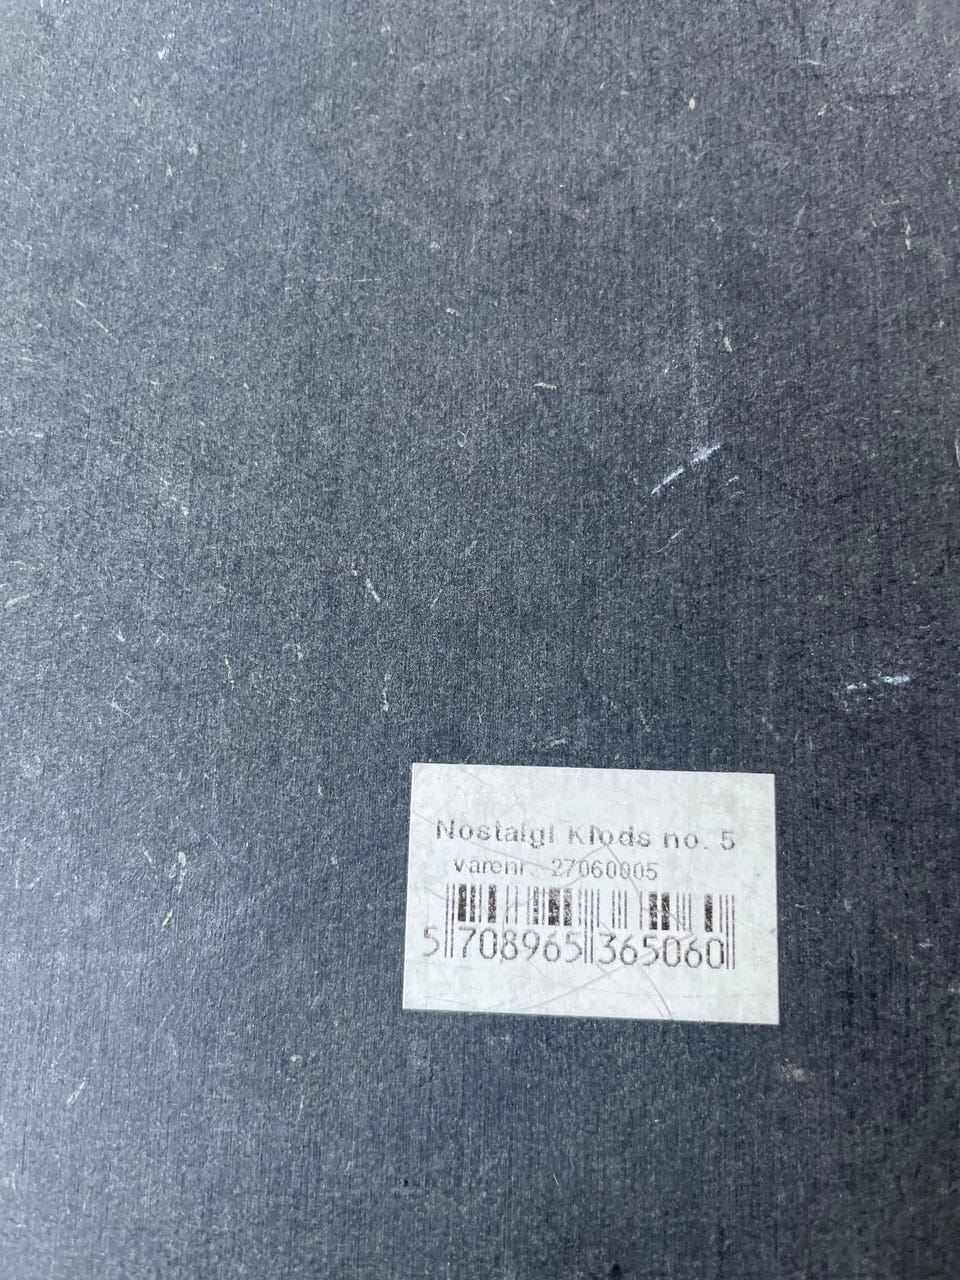 Nostalgi Klods no. 5
varenr. 27060005
5 708965 365060